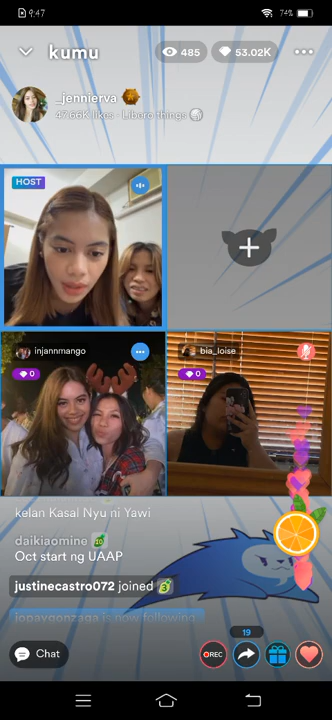 9:47
74%
kumu
485
53.02K
_jennierva
47.66K likes · Libero things
HOST
injannmango
0
bia_loise
0
kelan Kasal Nyu ni Yawi
daikiaomine
Oct start ng UAAP
justinecastro072 joined
jopaygonzaga is now following
19
Chat
REC